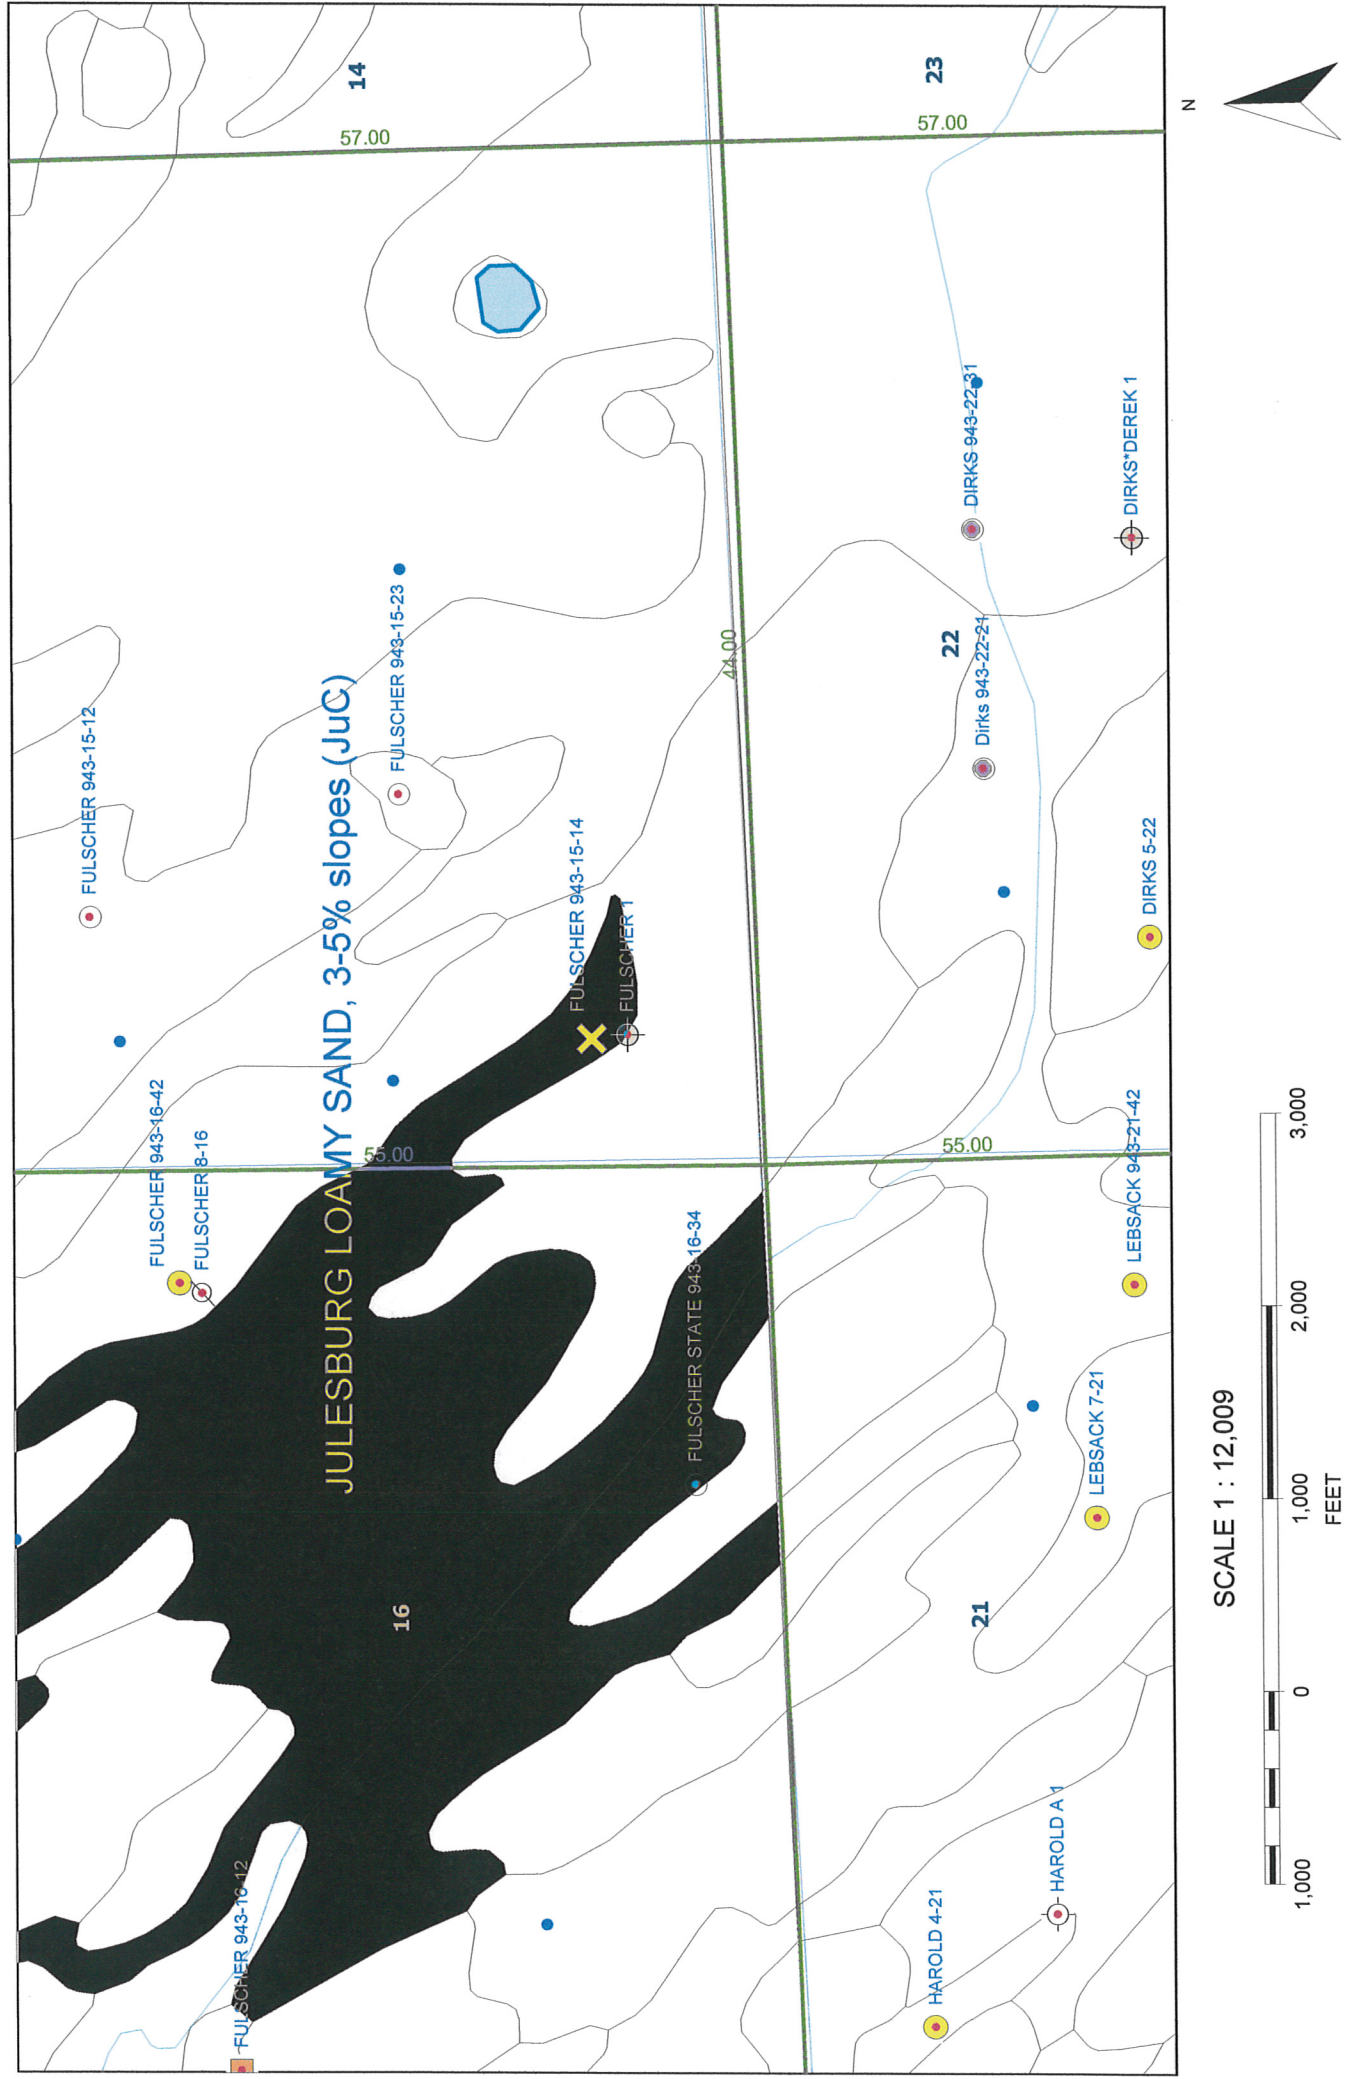 14
57.00
23
57.00
N
FULSCHER 943-15-12
FULSCHER 943-15-23
JULESBURG LOAMY SAND, 3-5% slopes (JuC)
FULSCHER 943-15-14
FULSCHER 1
44.00
DIRKS 943-22-31
DIRKS*DEREK 1
22
Dirks 943-22-21
DIRKS 5-22
FULSCHER 943-16-42
FULSCHER 8-16
55.00
55.00
FULSCHER STATE 943-16-34
LEBSACK 943-21-42
LEBSACK 7-21
16
21
FULSCHER 943-16-12
HAROLD 4-21
HAROLD A 1
SCALE 1 : 12,009
1,000 0 1,000 2,000 3,000
FEET